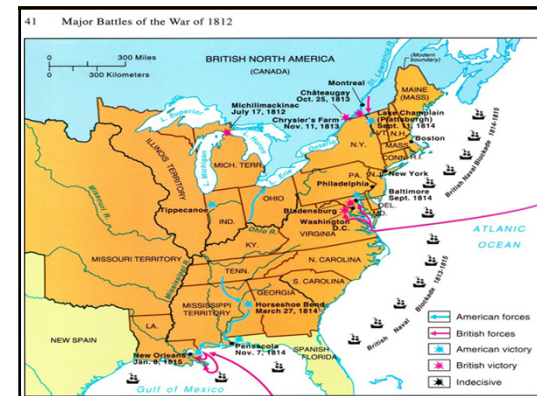 41 Major Battles of the War of 1812
0 300 Miles
0 300 Kilometers
BRITISH NORTH AMERICA
(CANADA)
(Modern
boundary)
St. Lawrence R.
Montreal
Châteaugay
Oct. 25, 1813
MAINE
(MASS)
Michilimackinac
July 17, 1812
Chrysler's Farm
Nov. 11, 1813
Lake Champlain
(Plattsburgh)
Sept. 11, 1814
L. Superior
L. Michigan
L. Huron
L. Ontario
L. Erie
VT.
N.H.
Boston
MASS.
CONN.
R.I.
N.Y.
MICH. TERR.
ILLINOIS TERRITORY
British Naval Blockade 1814-1815
PA.
N.J.
New York
Philadelphia
Baltimore
Sept. 1814
OHIO
Tippecanoe
IND.
Bladensburg
Washington
D.C.
DEL.
MD.
Missouri R.
Ohio R.
VIRGINIA
ATLANIC
OCEAN
KY.
MISSOURI TERRITORY
N. CAROLINA
TENN.
Mississippi R.
S. CAROLINA
GEORGIA
British Naval Blockade 1813-1815
MISSISSIPPI
TERRITORY
Horseshoe Bend
March 27, 1814
LA.
NEW SPAIN
Pensacola
Nov. 7, 1814
SPANISH
FLORIDA
New Orleans
Jan. 8, 1815
Gulf of Mexico
American forces
British forces
American victory
British victory
Indecisive